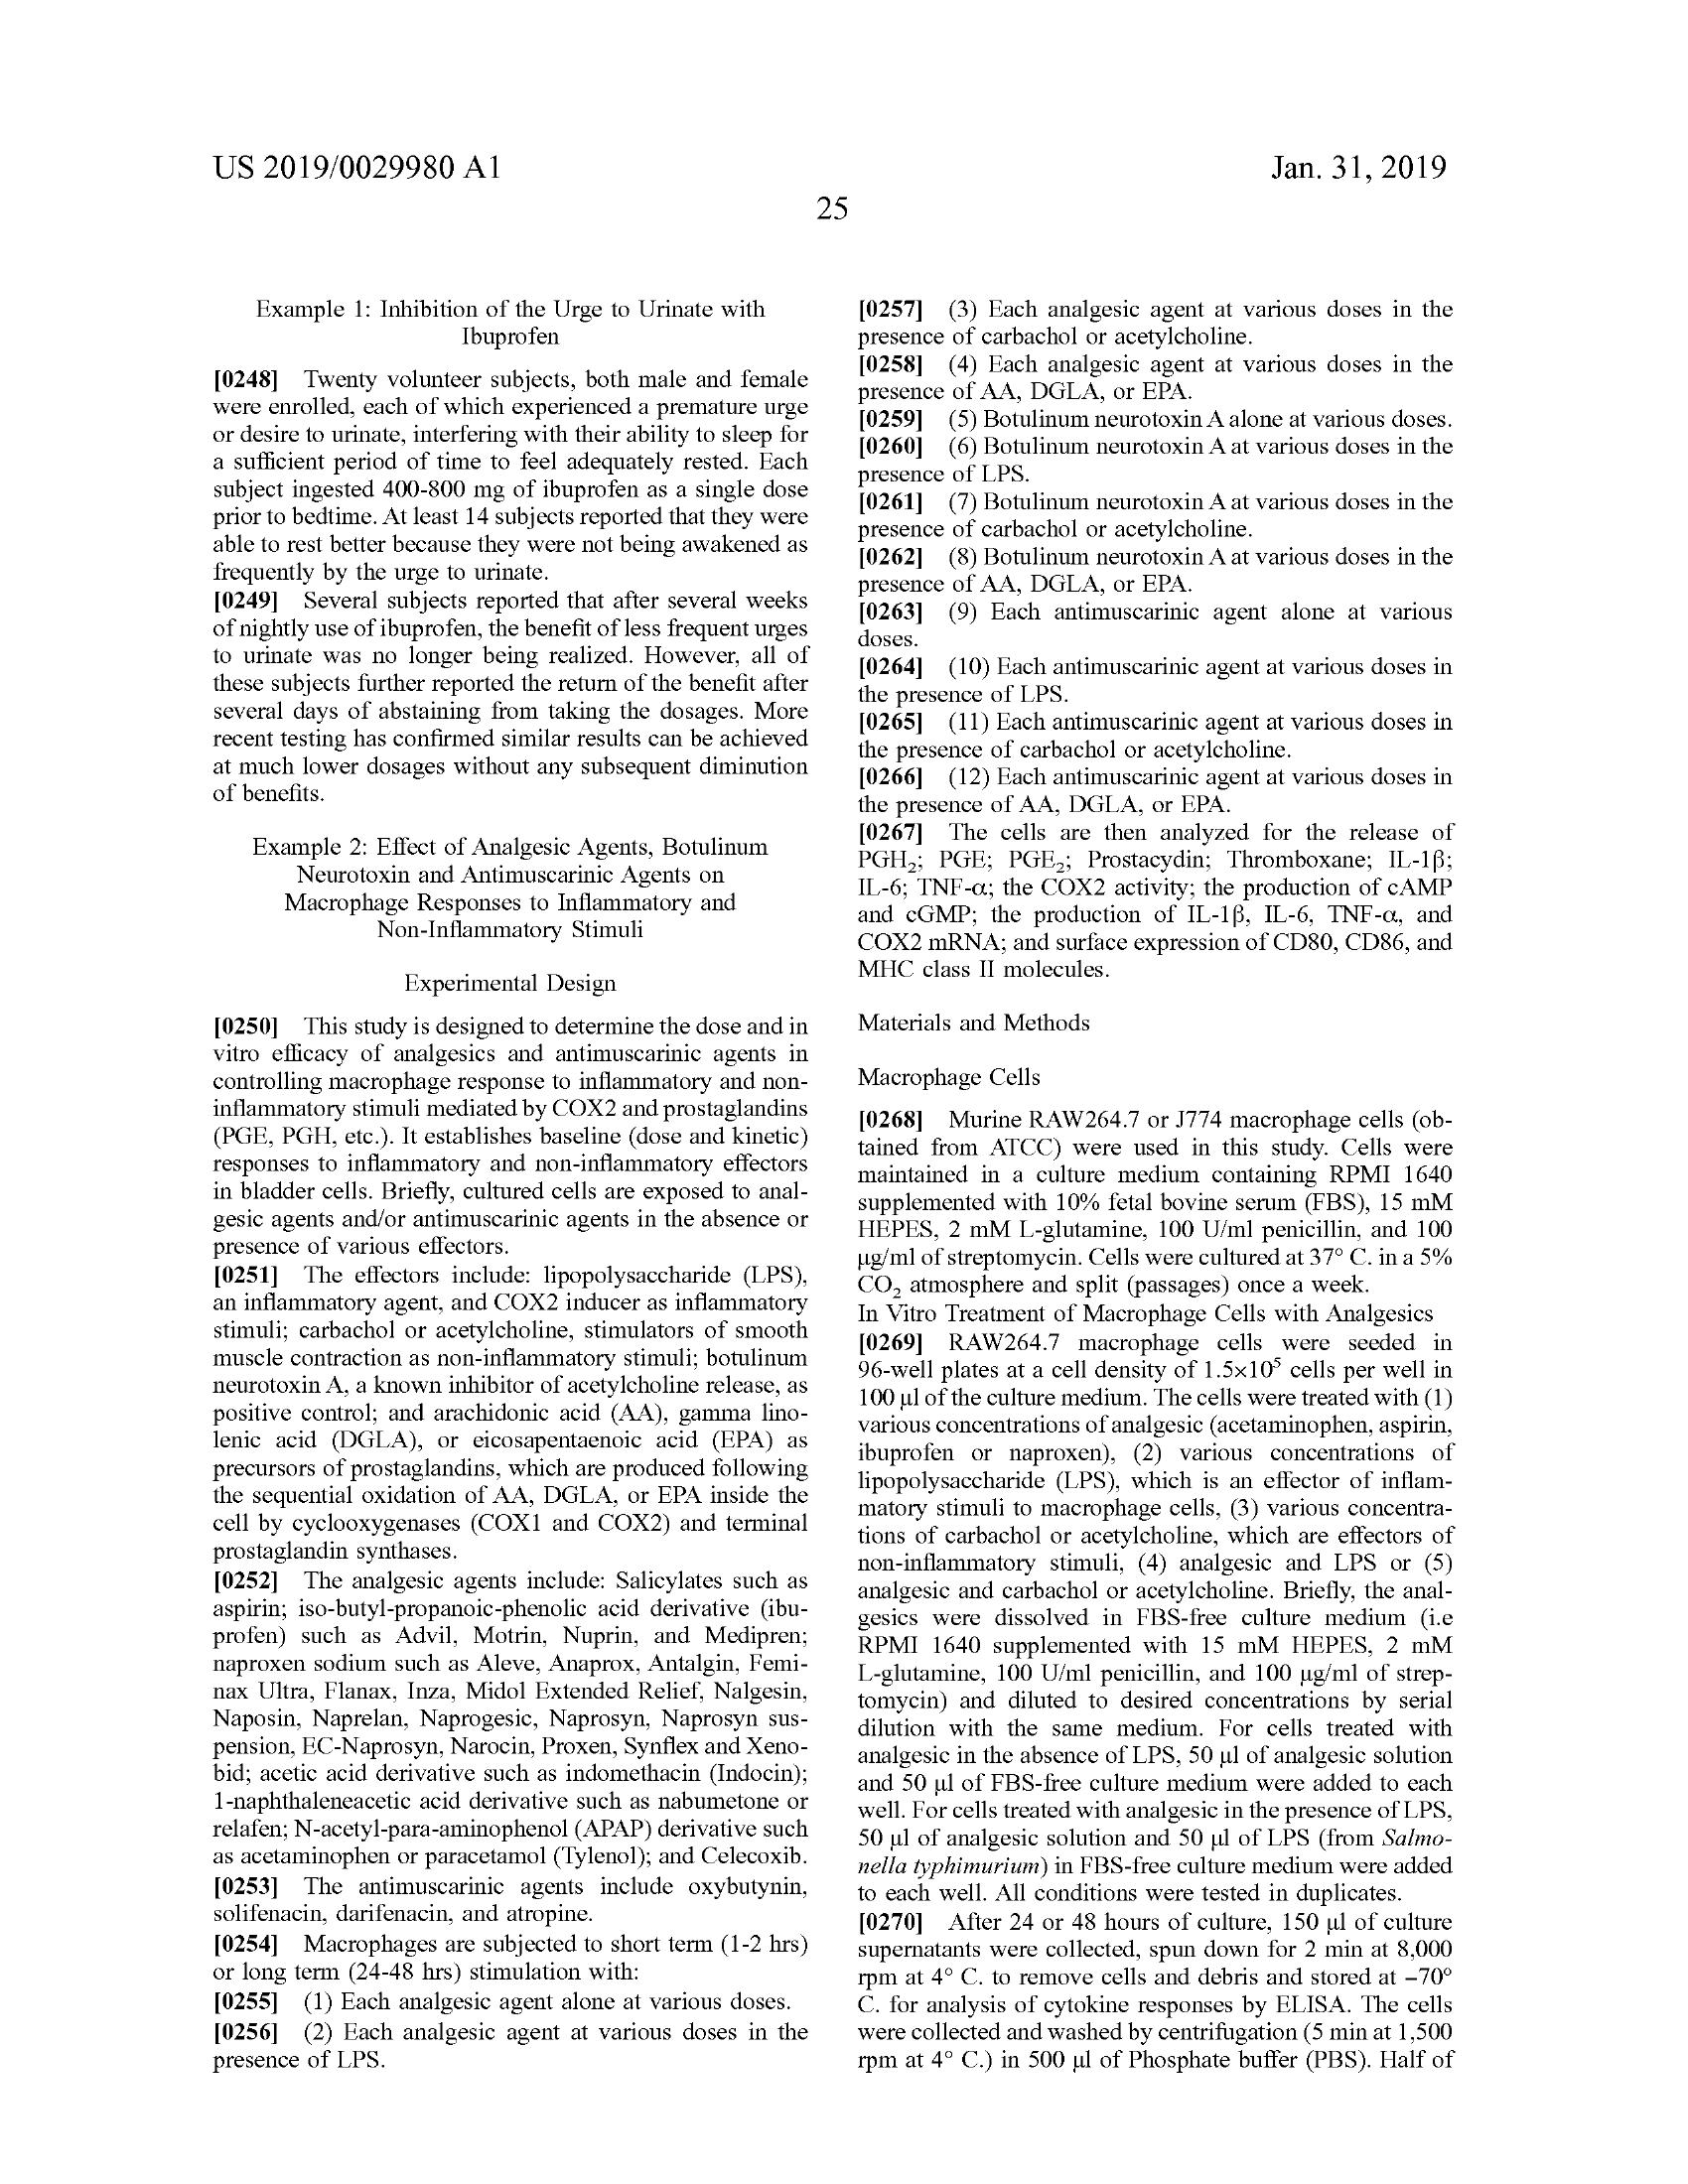 US 2019/0029980 A1
Jan. 31, 2019
25
Example 1: Inhibition of the Urge to Urinate with
Ibuprofen
[0248] Twenty volunteer subjects, both male and female
were enrolled, each of which experienced a premature urge
or desire to urinate, interfering with their ability to sleep for
a sufficient period of time to feel adequately rested. Each
subject ingested 400-800 mg of ibuprofen as a single dose
prior to bedtime. At least 14 subjects reported that they were
able to rest better because they were not being awakened as
frequently by the urge to urinate.
[0249] Several subjects reported that after several weeks
of nightly use of ibuprofen, the benefit of less frequent urges
to urinate was no longer being realized. However, all of
these subjects further reported the return of the benefit after
several days of abstaining from taking the dosages. More
recent testing has confirmed similar results can be achieved
at much lower dosages without any subsequent diminution
of benefits.
Example 2: Effect of Analgesic Agents, Botulinum
Neurotoxin and Antimuscarinic Agents on
Macrophage Responses to Inflammatory and
Non-Inflammatory Stimuli
Experimental Design
[0250] This study is designed to determine the dose and in
vitro efficacy of analgesics and antimuscarinic agents in
controlling macrophage response to inflammatory and non-
inflammatory stimuli mediated by COX2 and prostaglandins
(PGE, PGH, etc.). It establishes baseline (dose and kinetic)
responses to inflammatory and non-inflammatory effectors
in bladder cells. Briefly, cultured cells are exposed to anal-
gesic agents and/or antimuscarinic agents in the absence or
presence of various effectors.
[0251] The effectors include: lipopolysaccharide (LPS),
an inflammatory agent, and COX2 inducer as inflammatory
stimuli; carbachol or acetylcholine, stimulators of smooth
muscle contraction as non-inflammatory stimuli; botulinum
neurotoxin A, a known inhibitor of acetylcholine release, as
positive control; and arachidonic acid (AA), gamma lino-
lenic acid (DGLA), or eicosapentaenoic acid (EPA) as
precursors of prostaglandins, which are produced following
the sequential oxidation of AA, DGLA, or EPA inside the
cell by cyclooxygenases (COX1 and COX2) and terminal
prostaglandin synthases.
[0252] The analgesic agents include: Salicylates such as
aspirin; iso-butyl-propanoic-phenolic acid derivative (ibu-
profen) such as Advil, Motrin, Nuprin, and Medipren;
naproxen sodium such as Aleve, Anaprox, Antalgin, Femi-
nax Ultra, Flanax, Inza, Midol Extended Relief, Nalgesin,
Naposin, Naprelan, Naprogesic, Naprosyn, Naprosyn sus-
pension, EC-Naprosyn, Narocin, Proxen, Synflex and Xeno-
bid; acetic acid derivative such as indomethacin (Indocin);
1-naphthaleneacetic acid derivative such as nabumetone or
relafen; N-acetyl-para-aminophenol (APAP) derivative such
as acetaminophen or paracetamol (Tylenol); and Celecoxib.
[0253] The antimuscarinic agents include oxybutynin,
solifenacin, darifenacin, and atropine.
[0254] Macrophages are subjected to short term (1-2 hrs)
or long term (24-48 hrs) stimulation with:
[0255] (1) Each analgesic agent alone at various doses.
[0256] (2) Each analgesic agent at various doses in the
presence of LPS.
[0257] (3) Each analgesic agent at various doses in the
presence of carbachol or acetylcholine.
[0258] (4) Each analgesic agent at various doses in the
presence of AA, DGLA, or EPA.
[0259] (5) Botulinum neurotoxin A alone at various doses.
[0260] (6) Botulinum neurotoxin A at various doses in the
presence of LPS.
[0261] (7) Botulinum neurotoxin A at various doses in the
presence of carbachol or acetylcholine.
[0262] (8) Botulinum neurotoxin A at various doses in the
presence of AA, DGLA, or EPA.
[0263] (9) Each antimuscarinic agent alone at various
doses.
[0264] (10) Each antimuscarinic agent at various doses in
the presence of LPS.
[0265] (11) Each antimuscarinic agent at various doses in
the presence of carbachol or acetylcholine.
[0266] (12) Each antimuscarinic agent at various doses in
the presence of AA, DGLA, or EPA.
[0267] The cells are then analyzed for the release of
PGH₂; PGE; PGE₂; Prostacydin; Thromboxane; IL-1β;
IL-6; TNF-α; the COX2 activity; the production of cAMP
and cGMP; the production of IL-1β, IL-6, TNF-α, and
COX2 mRNA; and surface expression of CD80, CD86, and
MHC class II molecules.
Materials and Methods
Macrophage Cells
[0268] Murine RAW264.7 or J774 macrophage cells (ob-
tained from ATCC) were used in this study. Cells were
maintained in a culture medium containing RPMI 1640
supplemented with 10% fetal bovine serum (FBS), 15 mM
HEPES, 2 mM L-glutamine, 100 U/ml penicillin, and 100
μg/ml of streptomycin. Cells were cultured at 37° C. in a 5%
CO₂ atmosphere and split (passages) once a week.
In Vitro Treatment of Macrophage Cells with Analgesics
[0269] RAW264.7 macrophage cells were seeded in
96-well plates at a cell density of 1.5x10⁵ cells per well in
100 μl of the culture medium. The cells were treated with (1)
various concentrations of analgesic (acetaminophen, aspirin,
ibuprofen or naproxen), (2) various concentrations of
lipopolysaccharide (LPS), which is an effector of inflam-
matory stimuli to macrophage cells, (3) various concentra-
tions of carbachol or acetylcholine, which are effectors of
non-inflammatory stimuli, (4) analgesic and LPS or (5)
analgesic and carbachol or acetylcholine. Briefly, the anal-
gesics were dissolved in FBS-free culture medium (i.e
RPMI 1640 supplemented with 15 mM HEPES, 2 mM
L-glutamine, 100 U/ml penicillin, and 100 μg/ml of strep-
tomycin) and diluted to desired concentrations by serial
dilution with the same medium. For cells treated with
analgesic in the absence of LPS, 50 μl of analgesic solution
and 50 μl of FBS-free culture medium were added to each
well. For cells treated with analgesic in the presence of LPS,
50 μl of analgesic solution and 50 μl of LPS (from Salmo-
nella typhimurium) in FBS-free culture medium were added
to each well. All conditions were tested in duplicates.
[0270] After 24 or 48 hours of culture, 150 μl of culture
supernatants were collected, spun down for 2 min at 8,000
rpm at 4° C. to remove cells and debris and stored at −70°
C. for analysis of cytokine responses by ELISA. The cells
were collected and washed by centrifugation (5 min at 1,500
rpm at 4° C.) in 500 μl of Phosphate buffer (PBS). Half of